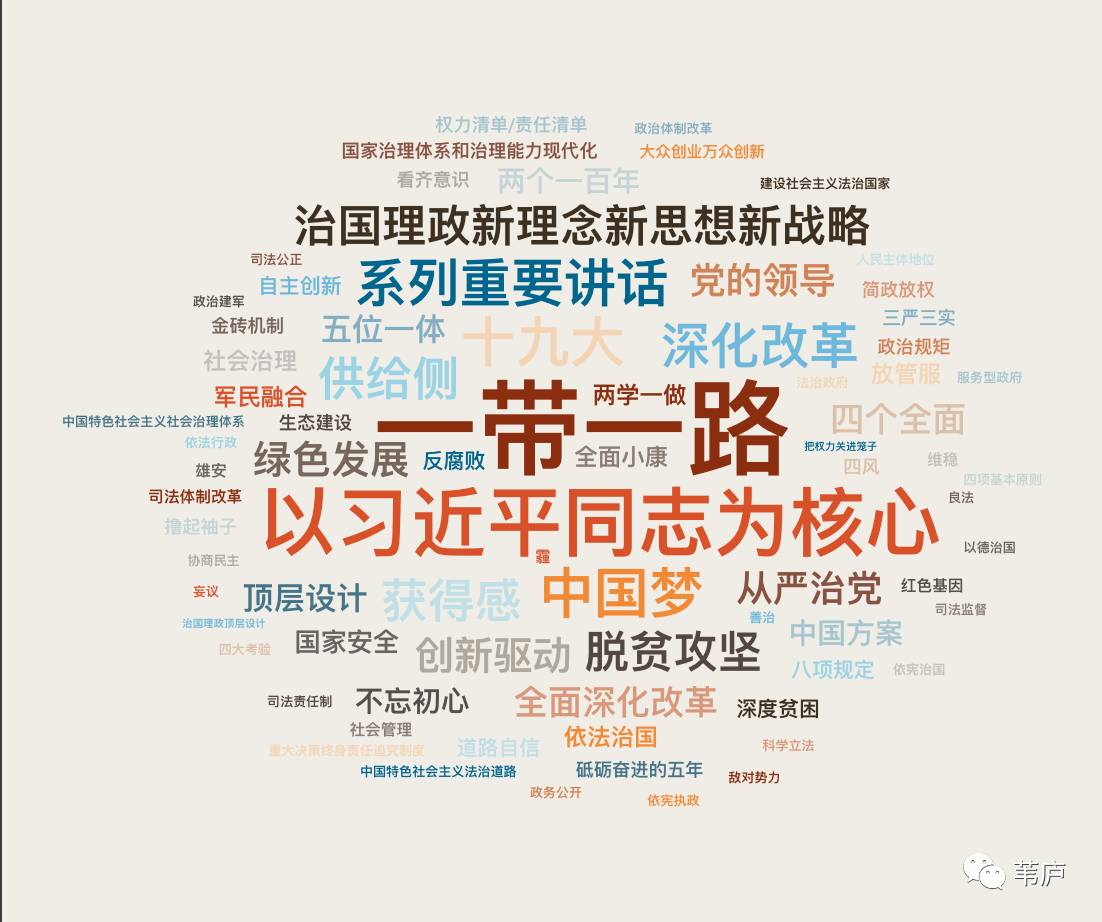 权力清单/责任清单
政治体制改革
国家治理体系和治理能力现代化
大众创业万众创新
看齐意识
两个一百年
建设社会主义法治国家
治国理政新理念新思想新战略
司法公正
系列重要讲话
党的领导
人民主体地位
自主创新
简政放权
政治建军
金砖机制
五位一体
十九大
深化改革
三严三实
政治规矩
社会治理
供给侧
法治政府
放管服
服务型政府
军民融合
两学一做
中国特色社会主义社会治理体系
生态建设
一带一路
四个全面
依法行政
绿色发展
反腐败
全面小康
把权力关进笼子
雄安
四风
维稳
四项基本原则
司法体制改革
良法
撸起袖子
以习近平同志为核心
协商民主
霾
以德治国
妄议
顶层设计
获得感
中国梦
从严治党
红色基因
司法监督
治国理政顶层设计
善治
四大考验
国家安全
创新驱动
脱贫攻坚
中国方案
八项规定
依宪治国
司法责任制
不忘初心
全面深化改革
深度贫困
社会管理
重大决策终身责任追究制度
道路自信
依法治国
科学立法
中国特色社会主义法治道路
砥砺奋进的五年
敌对势力
政务公开
依宪执政
苇庐